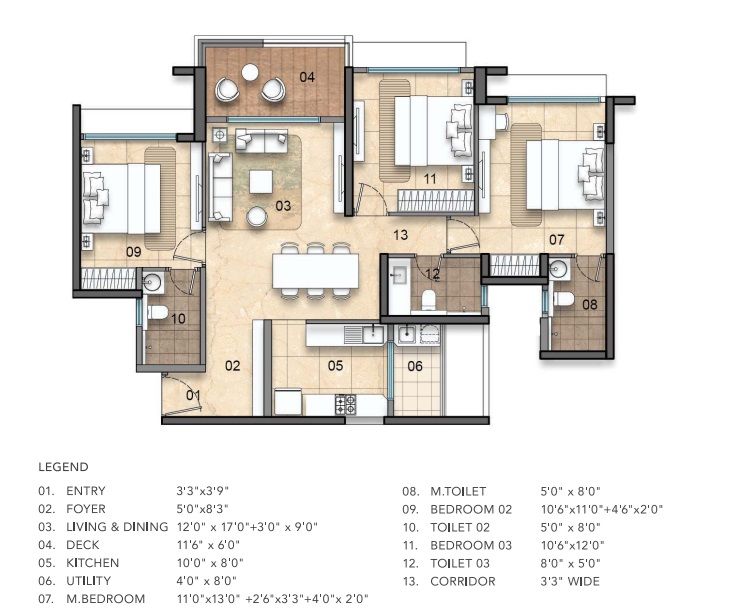 04
11
03
09
13
07
12
08
10
02
05
06
01
LEGEND
01. ENTRY 3'3"x3'9"
02. FOYER 5'0"x8'3"
03. LIVING & DINING 12'0" x 17'0"+3'0" x 9'0"
04. DECK 11'6" x 6'0"
05. KITCHEN 10'0" x 8'0"
06. UTILITY 4'0" x 8'0"
07. M.BEDROOM 11'0"x13'0" +2'6"x3'3"+4'0"x 2'0"
08. M.TOILET 5'0" x 8'0"
09. BEDROOM 02 10'6"x11'0"+4'6"x2'0"
10. TOILET 02 5'0" x 8'0"
11. BEDROOM 03 10'6"x12'0"
12. TOILET 03 8'0" x 5'0"
13. CORRIDOR 3'3" WIDE